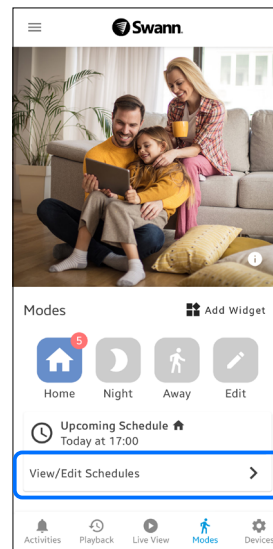 Swann.
Modes
Add Widget
5
Home
Night
Away
Edit
Upcoming Schedule
Today at 17:00
View/Edit Schedules
Activities
Playback
Live View
Modes
Devices